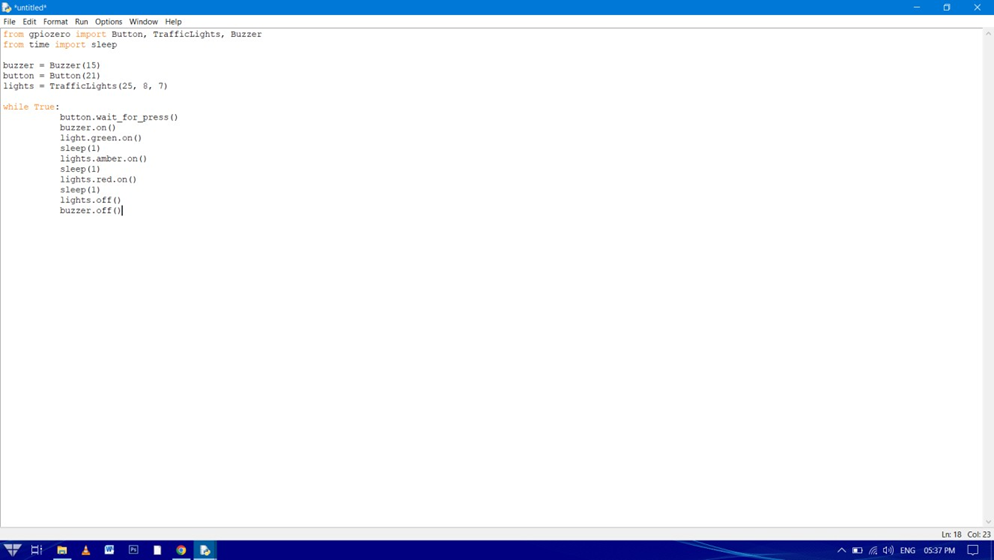 *untitled*
File Edit Format Run Options Window Help
from gpiozero import Button, TrafficLights, Buzzer
from time import sleep
buzzer = Buzzer(15)
button = Button(21)
lights = TrafficLights(25, 8, 7)
while True:
button.wait_for_press()
buzzer.on()
light.green.on()
sleep(1)
lights.amber.on()
sleep(1)
lights.red.on()
sleep(1)
lights.off()
buzzer.off()
Ln: 18 Col: 23
W Ps ENG 05:37 PM